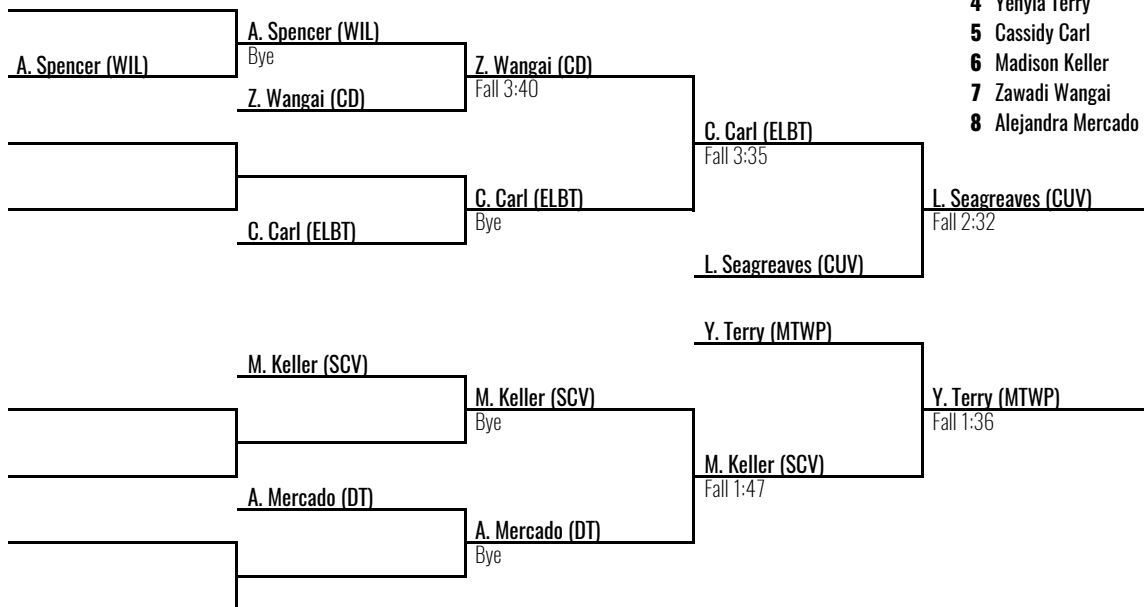 4 Yenyla Terry
A. Spencer (WIL)
5 Cassidy Carl
Bye
A. Spencer (WIL)
Z. Wangai (CD)
6 Madison Keller
Fall 3:40
Z. Wangai (CD)
7 Zawadi Wangai
8 Alejandra Mercado
C. Carl (ELBT)
Fall 3:35
C. Carl (ELBT)
Bye
L. Seagreaves (CUV)
Fall 2:32
C. Carl (ELBT)
L. Seagreaves (CUV)
Y. Terry (MTWP)
M. Keller (SCV)
M. Keller (SCV)
Bye
Y. Terry (MTWP)
Fall 1:36
M. Keller (SCV)
Fall 1:47
A. Mercado (DT)
A. Mercado (DT)
Bye